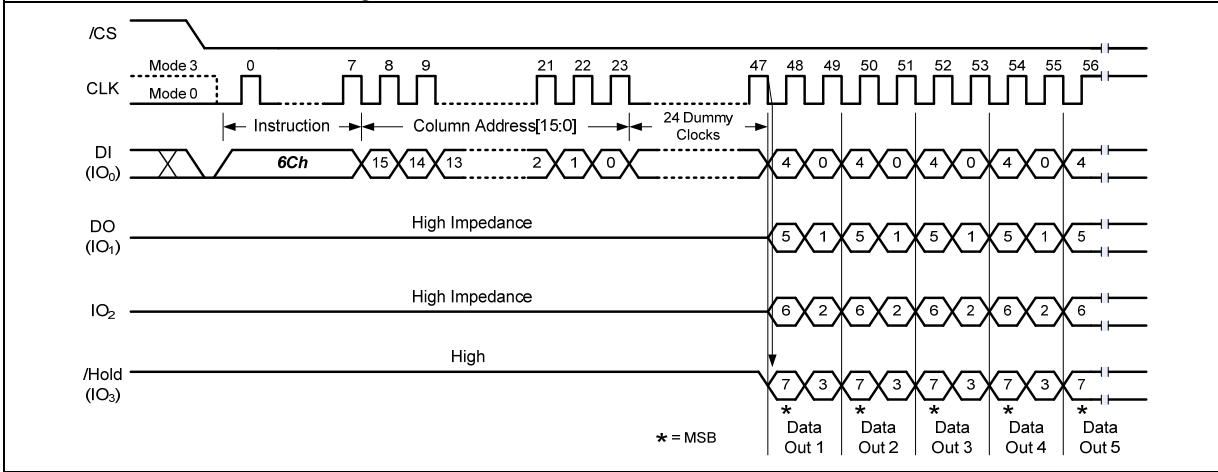 /CS
Mode 3 0 7 8 9 21 22 23 47 48 49 50 51 52 53 54 55 56
CLK
Mode 0
Instruction Column Address[15:0] 24 Dummy
Clocks
DI
(IO0)
6Ch 15 14 13 2 1 0 4 0 4 0 4 0 4 0 4
DO
(IO1)
High Impedance
5 1 5 1 5 1 5 1 5
IO2
High Impedance
6 2 6 2 6 2 6 2 6
/Hold
(IO3)
High
7 3 7 3 7 3 7 3 7
* * * * *
* = MSB
Data
Out 1
Data
Out 2
Data
Out 3
Data
Out 4
Data
Out 5